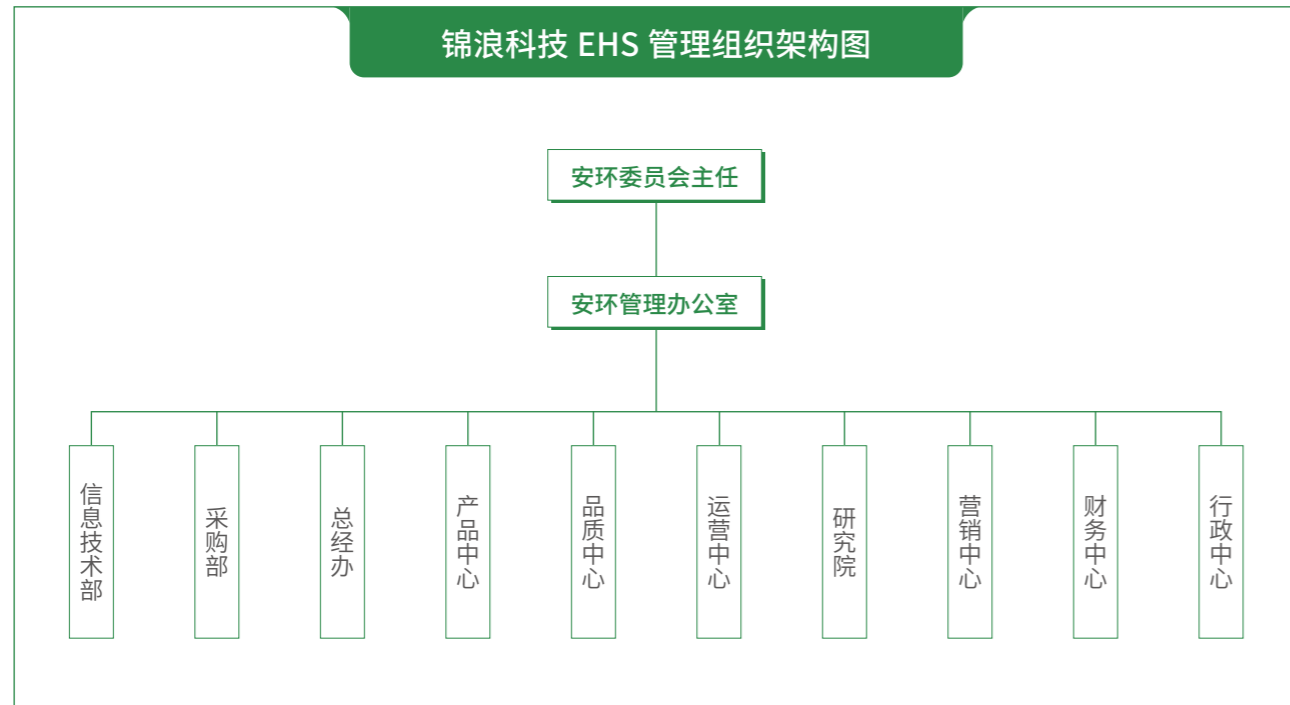 锦浪科技 EHS 管理组织架构图
安环委员会主任
安环管理办公室
信息技术部
采购部
总经办
产品中心
品质中心
运营中心
研究院
营销中心
财务中心
行政中心